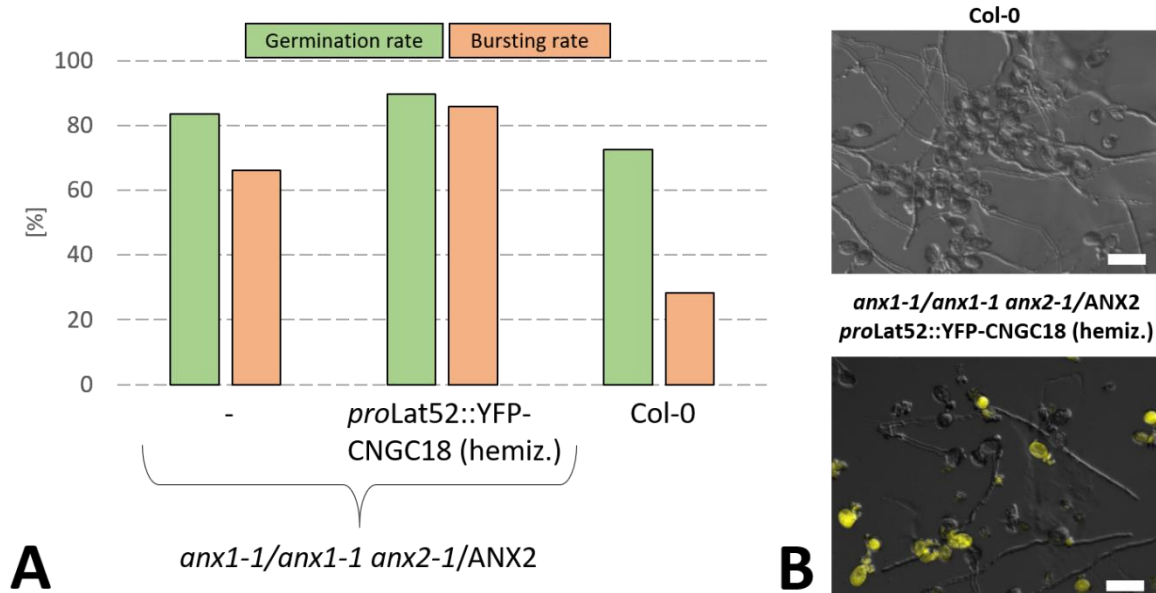 Germination rate Bursting rate
100
80
60
40
20
0
[%]
-
proLat52::YFP-
CNGC18 (hemiz.)
Col-0
anx1-1/anx1-1 anx2-1/ANX2
A
Col-0
anx1-1/anx1-1 anx2-1/ANX2
proLat52::YFP-CNGC18 (hemiz.)
B